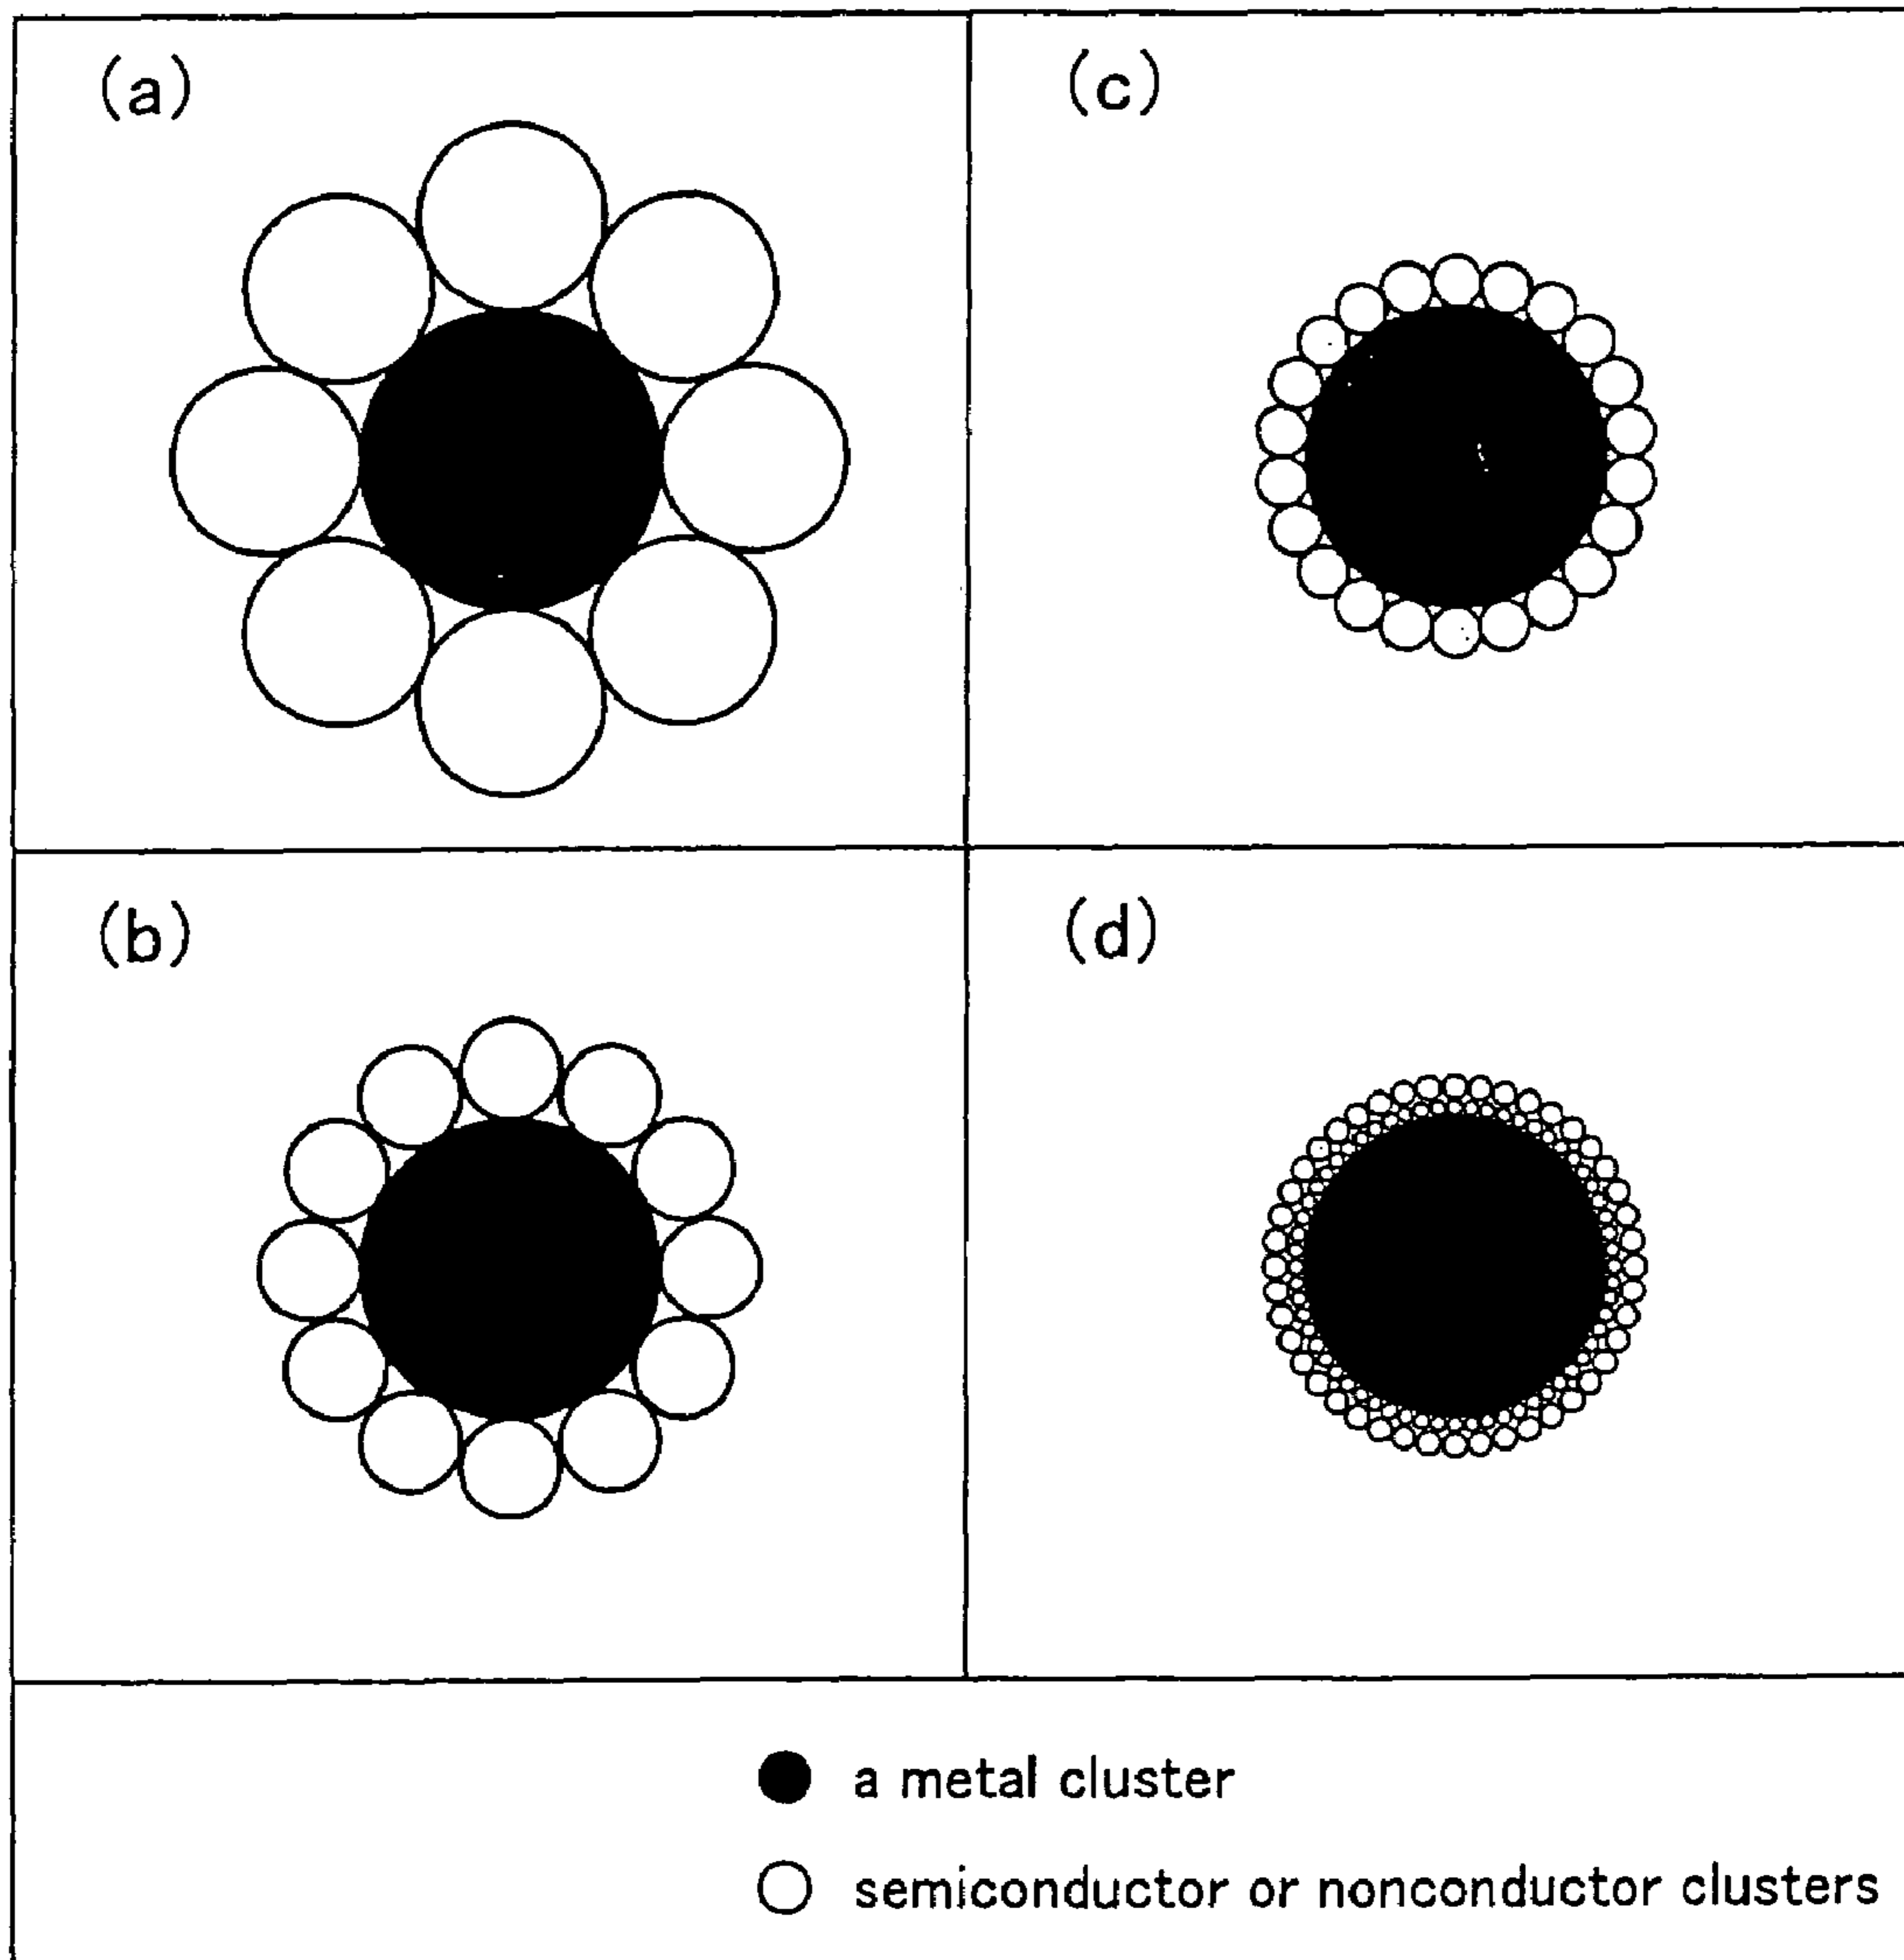 (a)
(c)
(b)
(d)
a metal cluster
semiconductor or nonconductor clusters